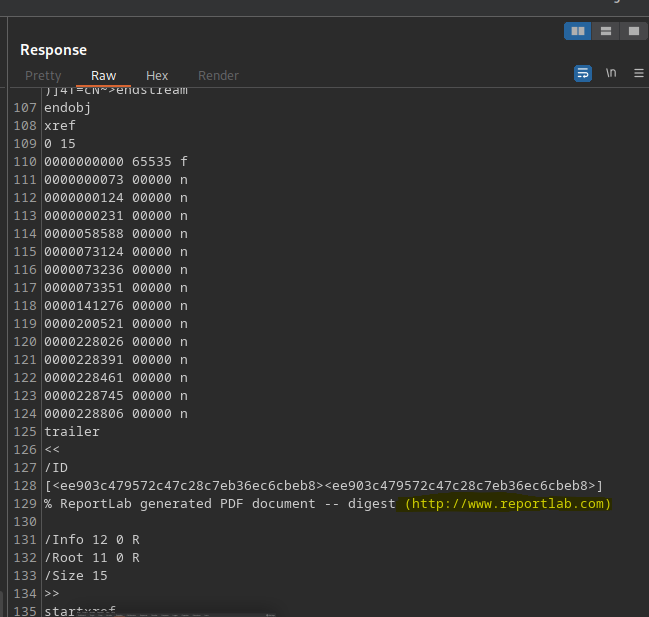 Response
Pretty Raw Hex Render
\n
107 endobj
108 xref
109 0 15
110 0000000000 65535 f
111 0000000073 00000 n
112 0000000124 00000 n
113 0000000231 00000 n
114 0000058588 00000 n
115 0000073124 00000 n
116 0000073236 00000 n
117 0000073351 00000 n
118 0000141276 00000 n
119 0000200521 00000 n
120 0000228026 00000 n
121 0000228391 00000 n
122 0000228461 00000 n
123 0000228745 00000 n
124 0000228806 00000 n
125 trailer
126 <<
127 /ID
128 [<ee903c479572c47c28c7eb36ec6cbeb8><ee903c479572c47c28c7eb36ec6cbeb8>]
129 % ReportLab generated PDF document -- digest (http://www.reportlab.com)
130
131 /Info 12 0 R
132 /Root 11 0 R
133 /Size 15
134 >>
135 startxref